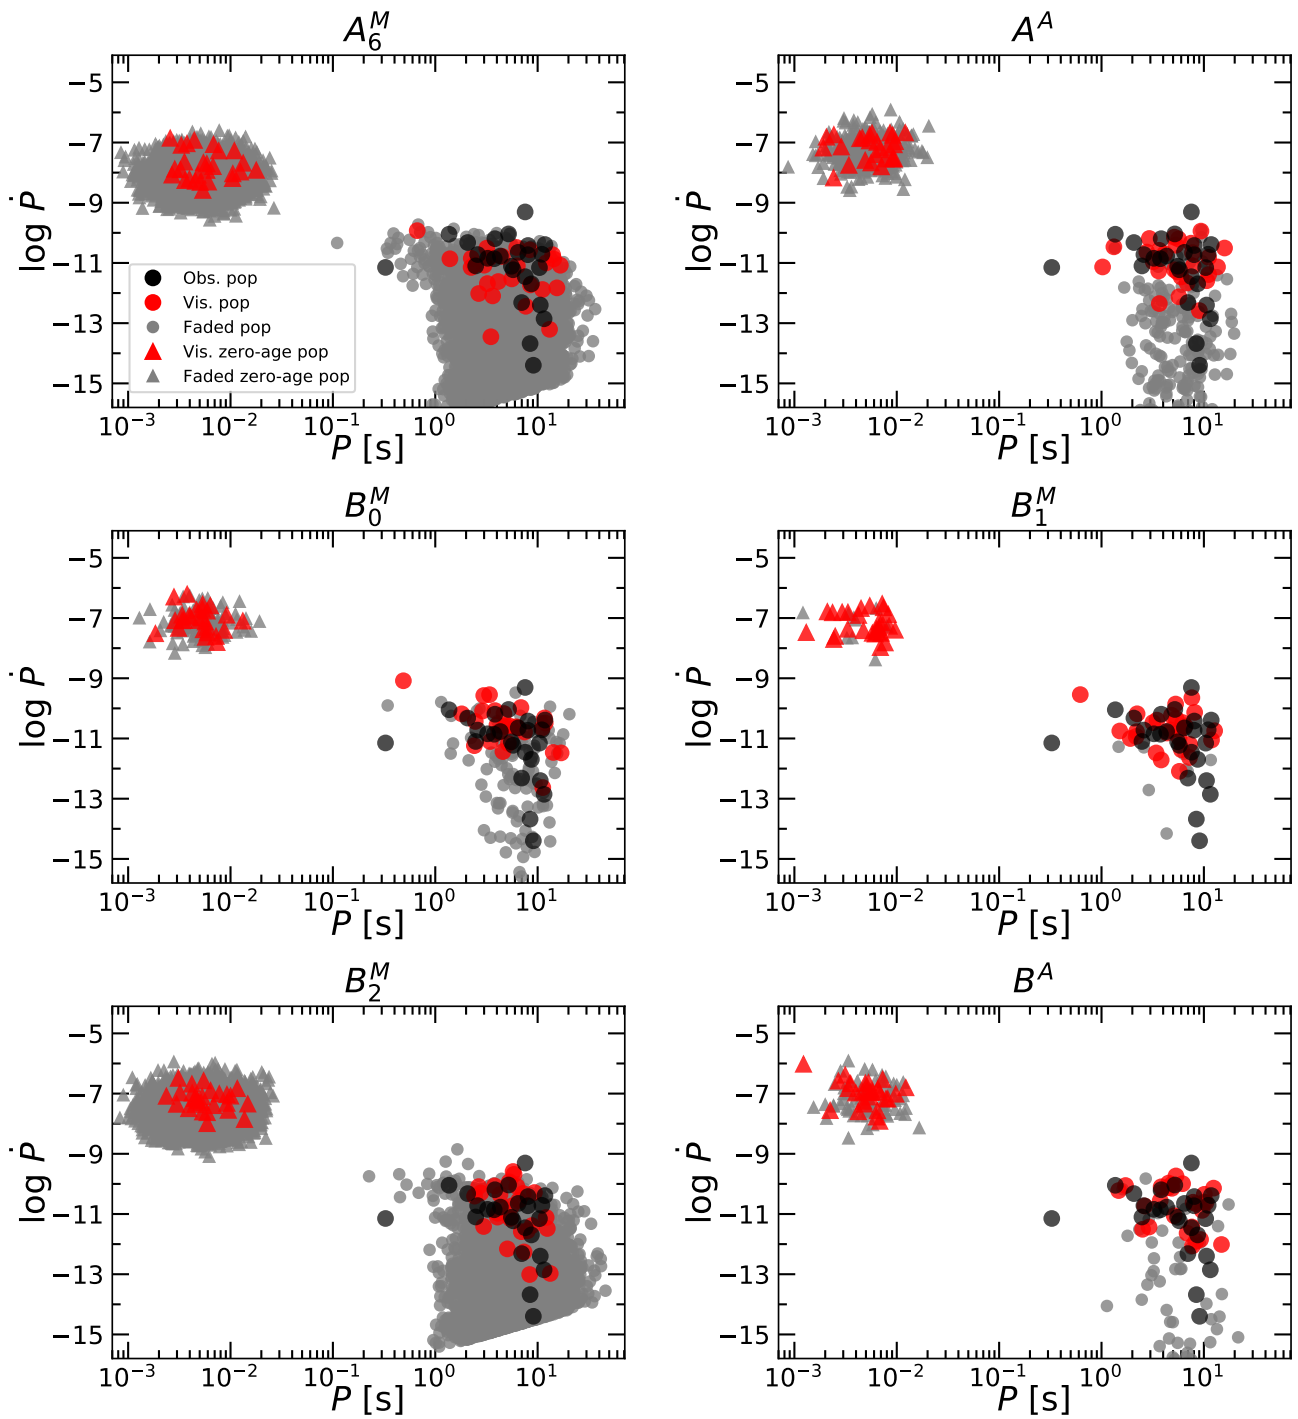 A_6^M
A^A
log Ṗ
−5
−7
−9
−11
−13
−15
Obs. pop
Vis. pop
Faded pop
Vis. zero-age pop
Faded zero-age pop
10^−3 10^−2 10^−1 10^0 10^1
P [s]
log Ṗ
−5
−7
−9
−11
−13
−15
10^−3 10^−2 10^−1 10^0 10^1
P [s]
B_0^M
B_1^M
log Ṗ
−5
−7
−9
−11
−13
−15
10^−3 10^−2 10^−1 10^0 10^1
P [s]
log Ṗ
−5
−7
−9
−11
−13
−15
10^−3 10^−2 10^−1 10^0 10^1
P [s]
B_2^M
B^A
log Ṗ
−5
−7
−9
−11
−13
−15
10^−3 10^−2 10^−1 10^0 10^1
P [s]
log Ṗ
−5
−7
−9
−11
−13
−15
10^−3 10^−2 10^−1 10^0 10^1
P [s]